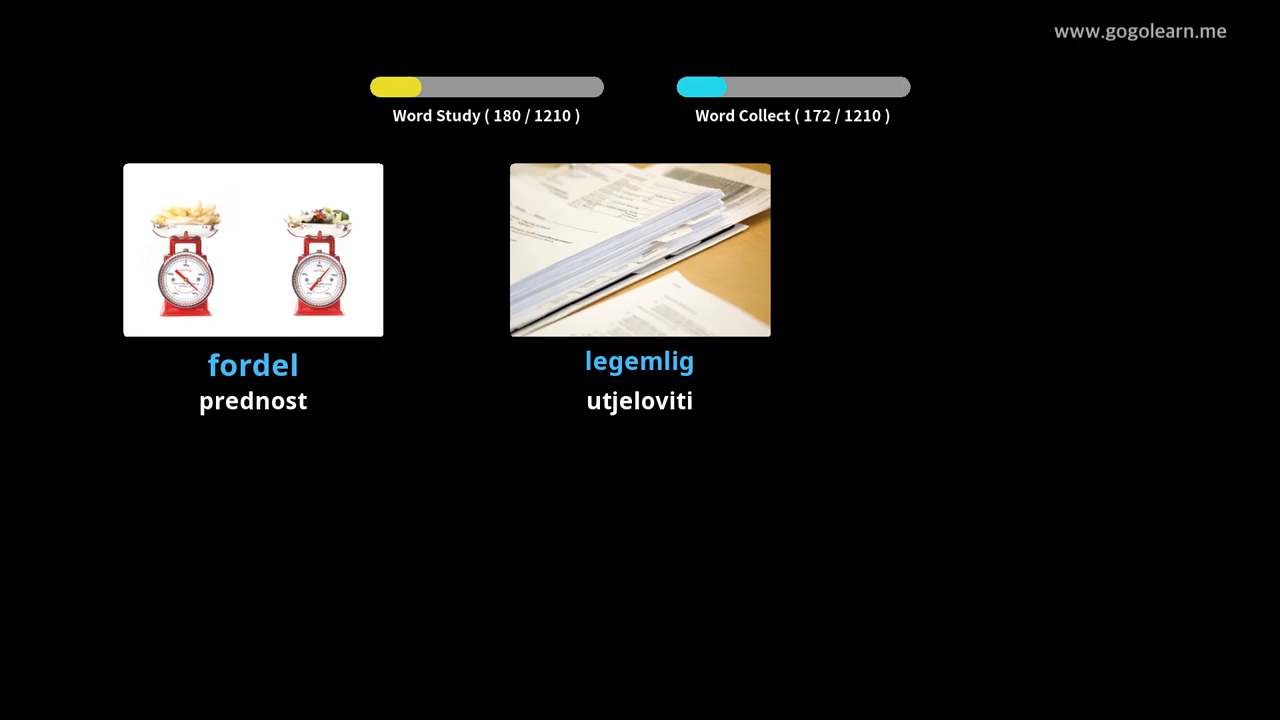 www.gogolearn.me
Word Study ( 180 / 1210 )
Word Collect ( 172 / 1210 )
fordel
prednost
legemlig
utjeloviti